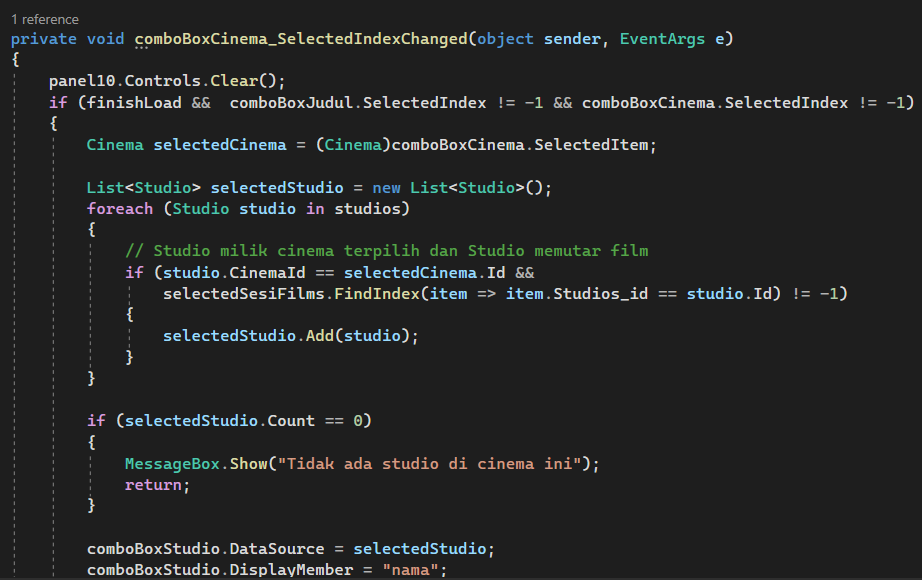 1 reference
private void comboBoxCinema_SelectedIndexChanged(object sender, EventArgs e)
{
    panel10.Controls.Clear();
    if (finishLoad &&  comboBoxJudul.SelectedIndex != -1 && comboBoxCinema.SelectedIndex != -1)
    {
        Cinema selectedCinema = (Cinema)comboBoxCinema.SelectedItem;
        List<Studio> selectedStudio = new List<Studio>();
        foreach (Studio studio in studios)
        {
            // Studio milik cinema terpilih dan Studio memutar film
            if (studio.CinemaId == selectedCinema.Id &&
                selectedSesiFilms.FindIndex(item => item.Studios_id == studio.Id) != -1)
            {
                selectedStudio.Add(studio);
            }
        }
        if (selectedStudio.Count == 0)
        {
            MessageBox.Show("Tidak ada studio di cinema ini");
            return;
        }
        comboBoxStudio.DataSource = selectedStudio;
        comboBoxStudio.DisplayMember = "nama";